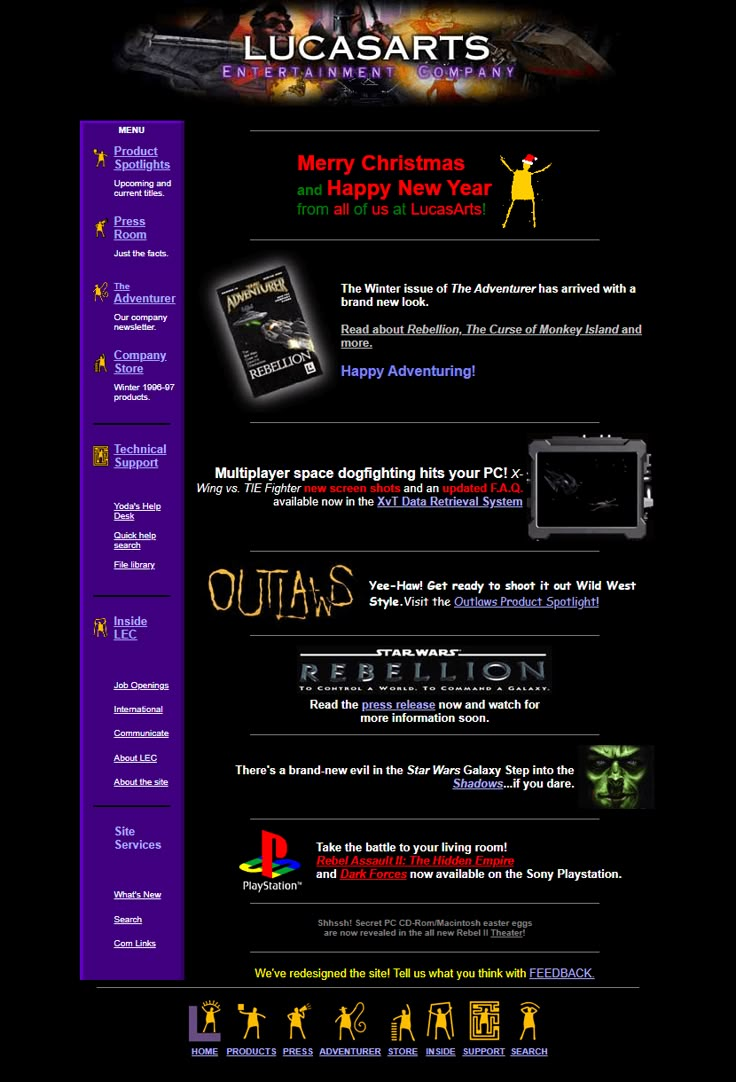 LUCASARTS
ENTERTAINMENT COMPANY
MENU
Product
Spotlights
Upcoming and
current titles.
Press
Room
Just the facts.
The
Adventurer
Our company
newsletter.
Company
Store
Winter 1996-97
products.
Technical
Support
Yoda's Help
Desk
Quick help
search
File library
Inside
LEC
Job Openings
International
Communicate
About LEC
About the site
Site
Services
What's New
Search
Com Links
Merry Christmas
and Happy New Year
from all of us at LucasArts!
THE
ADVENTURER
REBELLION
The Winter issue of The Adventurer has arrived with a
brand new look.
Read about Rebellion, The Curse of Monkey Island and
more.
Happy Adventuring!
Multiplayer space dogfighting hits your PC! X-
Wing vs. TIE Fighter new screen shots and an updated F.A.Q.
available now in the XvT Data Retrieval System
OUTLAWS
Yee-Haw! Get ready to shoot it out Wild West
Style.Visit the Outlaws Product Spotlight!
STAR WARS
REBELLION
TO CONTROL A WORLD. TO COMMAND A GALAXY.
Read the press release now and watch for
more information soon.
There's a brand-new evil in the Star Wars Galaxy Step into the
Shadows...if you dare.
PlayStation™
Take the battle to your living room!
Rebel Assault II: The Hidden Empire
and Dark Forces now available on the Sony Playstation.
Shhssh! Secret PC CD-Rom/Macintosh easter eggs
are now revealed in the all new Rebel II Theater!
We've redesigned the site! Tell us what you think with FEEDBACK.
HOME PRODUCTS PRESS ADVENTURER STORE INSIDE SUPPORT SEARCH